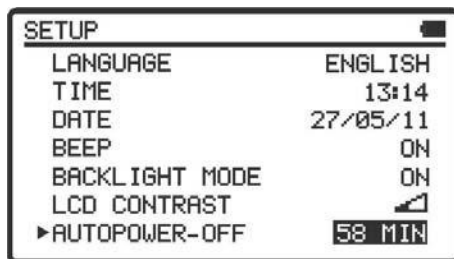 SETUP
LANGUAGE ENGLISH
TIME 13:14
DATE 27/05/11
BEEP ON
BACKLIGHT MODE ON
LCD CONTRAST
▶AUTOPOWER-OFF 58 MIN